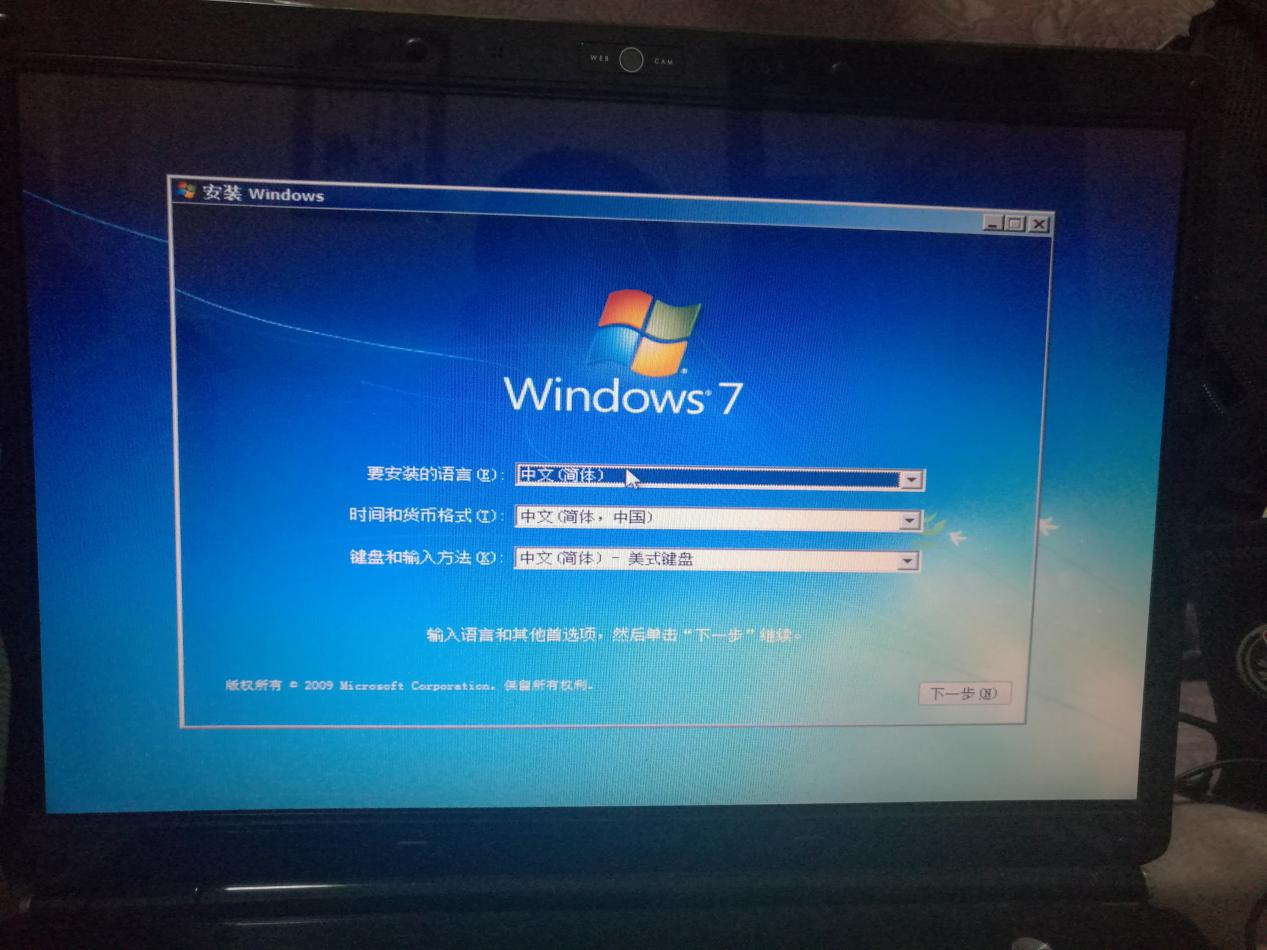 WEB CAM
安装 Windows
Windows® 7
要安装的语言(E): 中文(简体)
时间和货币格式(T): 中文(简体，中国)
键盘和输入方法(K): 中文(简体) - 美式键盘
输入语言和其他首选项，然后单击“下一步”继续。
版权所有 © 2009 Microsoft Corporation. 保留所有权利。
下一步(N)